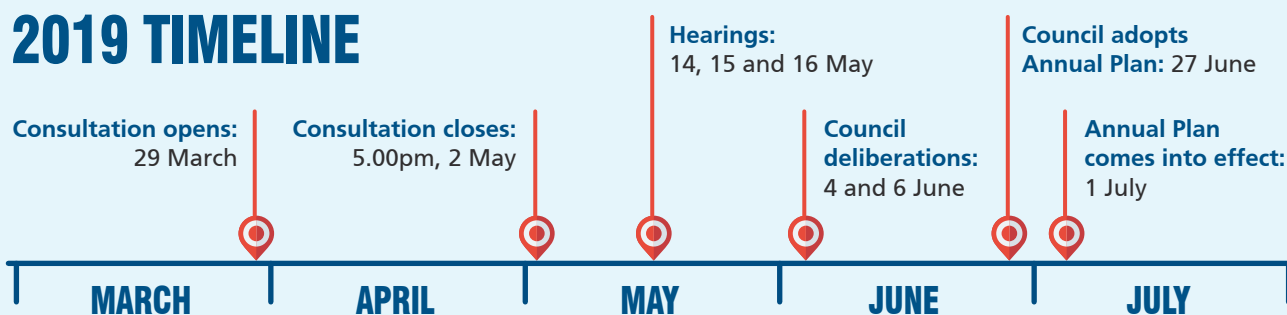 2019 TIMELINE
Consultation opens:
29 March
Consultation closes:
5.00pm, 2 May
Hearings:
14, 15 and 16 May
Council
deliberations:
4 and 6 June
Council adopts
Annual Plan: 27 June
Annual Plan
comes into effect:
1 July
MARCH
APRIL
MAY
JUNE
JULY